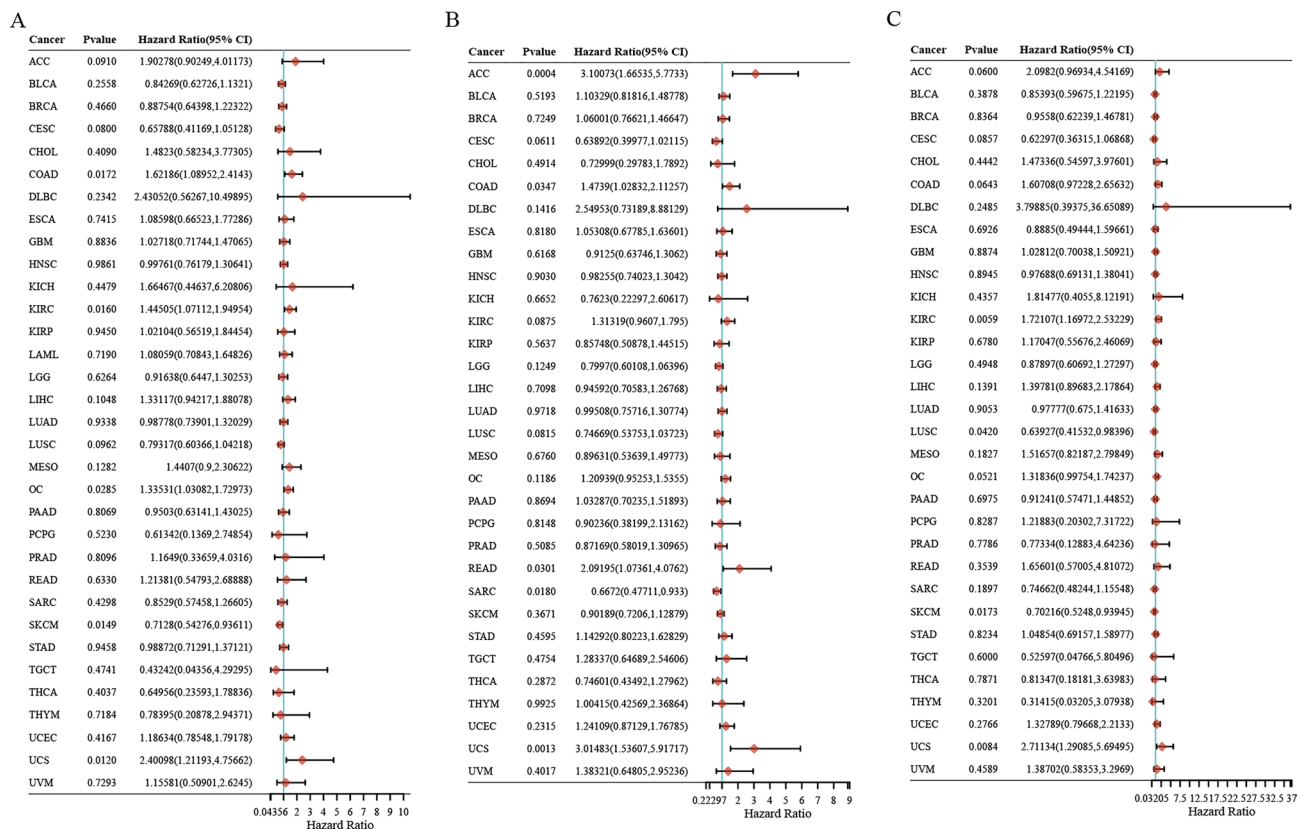 A
Cancer Pvalue Hazard Ratio(95% CI)
ACC 0.0910 1.90278(0.90249,4.01173)
BLCA 0.2558 0.84269(0.62726,1.1321)
BRCA 0.4660 0.88754(0.64398,1.22322)
CESC 0.0800 0.65788(0.41169,1.05128)
CHOL 0.4090 1.4823(0.58234,3.77305)
COAD 0.0172 1.62186(1.08952,2.4143)
DLBC 0.2342 2.43052(0.56267,10.49895)
ESCA 0.7415 1.08598(0.66523,1.77286)
GBM 0.8836 1.02718(0.71744,1.47065)
HNSC 0.9861 0.99761(0.76179,1.30641)
KICH 0.4479 1.66467(0.44637,6.20806)
KIRC 0.0160 1.44505(1.07112,1.94954)
KIRP 0.9450 1.02104(0.56519,1.84454)
LAML 0.7190 1.08059(0.70843,1.64826)
LGG 0.6264 0.91638(0.6447,1.30253)
LIHC 0.1048 1.33117(0.94217,1.88078)
LUAD 0.9338 0.98778(0.73901,1.32029)
LUSC 0.0962 0.79317(0.60366,1.04218)
MESO 0.1282 1.4407(0.9,2.30622)
OC 0.0285 1.33531(1.03082,1.72973)
PAAD 0.8069 0.9503(0.63141,1.43025)
PCPG 0.5230 0.61342(0.1369,2.74854)
PRAD 0.8096 1.1649(0.33659,4.0316)
READ 0.6330 1.21381(0.54793,2.68888)
SARC 0.4298 0.8529(0.57458,1.26605)
SKCM 0.0149 0.7128(0.54276,0.93611)
STAD 0.9458 0.98872(0.71291,1.37121)
TGCT 0.4741 0.43242(0.04356,4.29295)
THCA 0.4037 0.64956(0.23593,1.78836)
THYM 0.7184 0.78395(0.20878,2.94371)
UCEC 0.4167 1.18634(0.78548,1.79178)
UCS 0.0120 2.40098(1.21193,4.75662)
UVM 0.7293 1.15581(0.50901,2.6245)
0.04356 2 3 4 5 6 7 8 9 10
Hazard Ratio
B
Cancer Pvalue Hazard Ratio(95% CI)
ACC 0.0004 3.10073(1.66535,5.7733)
BLCA 0.5193 1.10329(0.81816,1.48778)
BRCA 0.7249 1.06001(0.76621,1.46647)
CESC 0.0611 0.63892(0.39977,1.02115)
CHOL 0.4914 0.72999(0.29783,1.7892)
COAD 0.0347 1.4739(1.02832,2.11257)
DLBC 0.1416 2.54953(0.73189,8.88129)
ESCA 0.8180 1.05308(0.67785,1.63601)
GBM 0.6168 0.9125(0.63746,1.3062)
HNSC 0.9030 0.98255(0.74023,1.3042)
KICH 0.6652 0.7623(0.22297,2.60617)
KIRC 0.0875 1.31319(0.9607,1.795)
KIRP 0.5637 0.85748(0.50878,1.44515)
LGG 0.1249 0.7997(0.60108,1.06396)
LIHC 0.7098 0.94592(0.70583,1.26768)
LUAD 0.9718 0.99508(0.75716,1.30774)
LUSC 0.0815 0.74669(0.53753,1.03723)
MESO 0.6760 0.89631(0.53639,1.49773)
OC 0.1186 1.20939(0.95253,1.5355)
PAAD 0.8694 1.03287(0.70235,1.51893)
PCPG 0.8148 0.90236(0.38199,2.13162)
PRAD 0.5085 0.87169(0.58019,1.30965)
READ 0.0301 2.09195(1.07361,4.0762)
SARC 0.0180 0.6672(0.47711,0.933)
SKCM 0.3671 0.90189(0.7206,1.12879)
STAD 0.4595 1.14292(0.80223,1.62829)
TGCT 0.4754 1.28337(0.64689,2.54606)
THCA 0.2872 0.74601(0.43492,1.27962)
THYM 0.9925 1.00415(0.42569,2.36864)
UCEC 0.2315 1.24109(0.87129,1.76785)
UCS 0.0013 3.01483(1.53607,5.91717)
UVM 0.4017 1.38321(0.64805,2.95236)
0.22297 2 3 4 5 6 7 8 9
Hazard Ratio
C
Cancer Pvalue Hazard Ratio(95% CI)
ACC 0.0600 2.0982(0.96934,4.54169)
BLCA 0.3878 0.85393(0.59675,1.22195)
BRCA 0.8364 0.9558(0.62239,1.46781)
CESC 0.0857 0.62297(0.36315,1.06868)
CHOL 0.4442 1.47336(0.54597,3.97601)
COAD 0.0643 1.60708(0.97228,2.65632)
DLBC 0.2485 3.79885(0.39375,36.65089)
ESCA 0.6926 0.8885(0.49444,1.59661)
GBM 0.8874 1.02812(0.70038,1.50921)
HNSC 0.8945 0.97688(0.69131,1.38041)
KICH 0.4357 1.81477(0.4055,8.12191)
KIRC 0.0059 1.72107(1.16972,2.53229)
KIRP 0.6780 1.17047(0.55676,2.46069)
LGG 0.4948 0.87897(0.60692,1.27297)
LIHC 0.1391 1.39781(0.89683,2.17864)
LUAD 0.9053 0.97777(0.675,1.41633)
LUSC 0.0420 0.63927(0.41532,0.98396)
MESO 0.1827 1.51657(0.82187,2.79849)
OC 0.0521 1.31836(0.99754,1.74237)
PAAD 0.6975 0.91241(0.57471,1.44852)
PCPG 0.8287 1.21883(0.20302,7.31722)
PRAD 0.7786 0.77334(0.12883,4.64236)
READ 0.3539 1.65601(0.57005,4.81072)
SARC 0.1897 0.74662(0.48244,1.15548)
SKCM 0.0173 0.70216(0.5248,0.93945)
STAD 0.8234 1.04854(0.69157,1.58977)
TGCT 0.6000 0.52597(0.04766,5.80496)
THCA 0.7871 0.81347(0.18181,3.63983)
THYM 0.3201 0.31415(0.03205,3.07938)
UCEC 0.2766 1.32789(0.79668,2.2133)
UCS 0.0084 2.71134(1.29085,5.69495)
UVM 0.4589 1.38702(0.58353,3.2969)
0.03205 7.5 12.517.522.527.532.5 37
Hazard Ratio